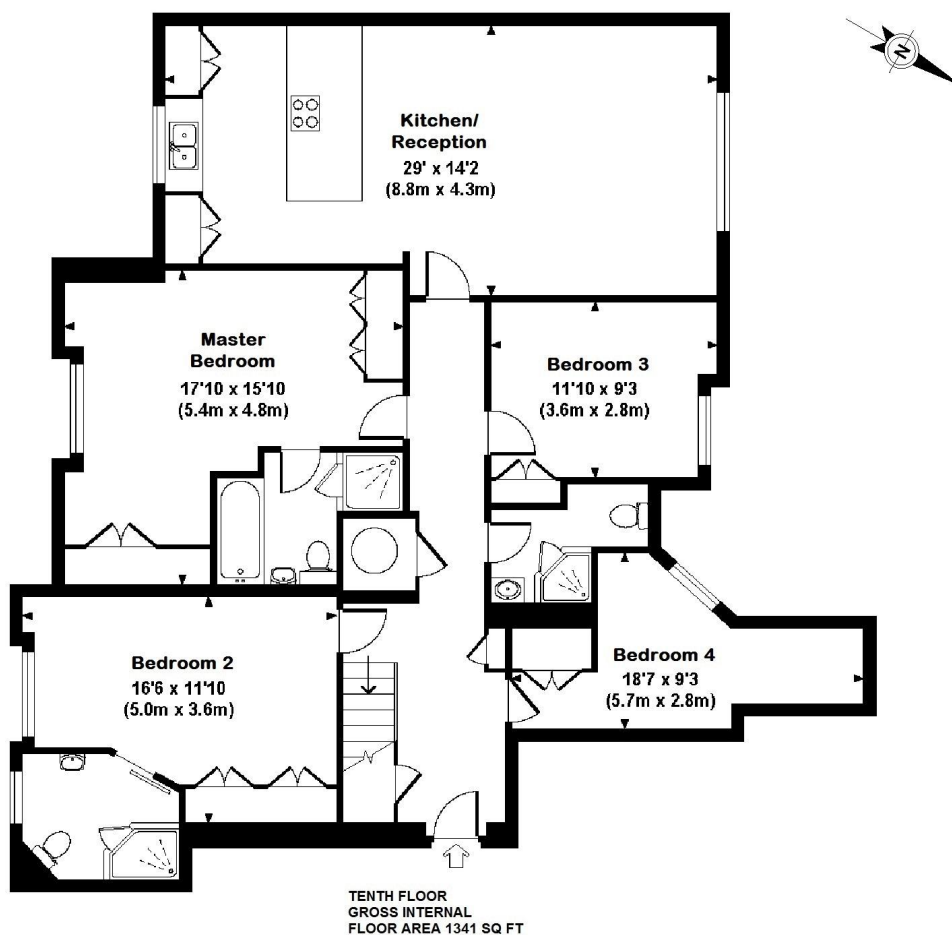 N
Kitchen/
Reception
29' x 14'2
(8.8m x 4.3m)
Master
Bedroom
17'10 x 15'10
(5.4m x 4.8m)
Bedroom 3
11'10 x 9'3
(3.6m x 2.8m)
Bedroom 2
16'6 x 11'10
(5.0m x 3.6m)
Bedroom 4
18'7 x 9'3
(5.7m x 2.8m)
TENTH FLOOR
GROSS INTERNAL
FLOOR AREA 1341 SQ FT